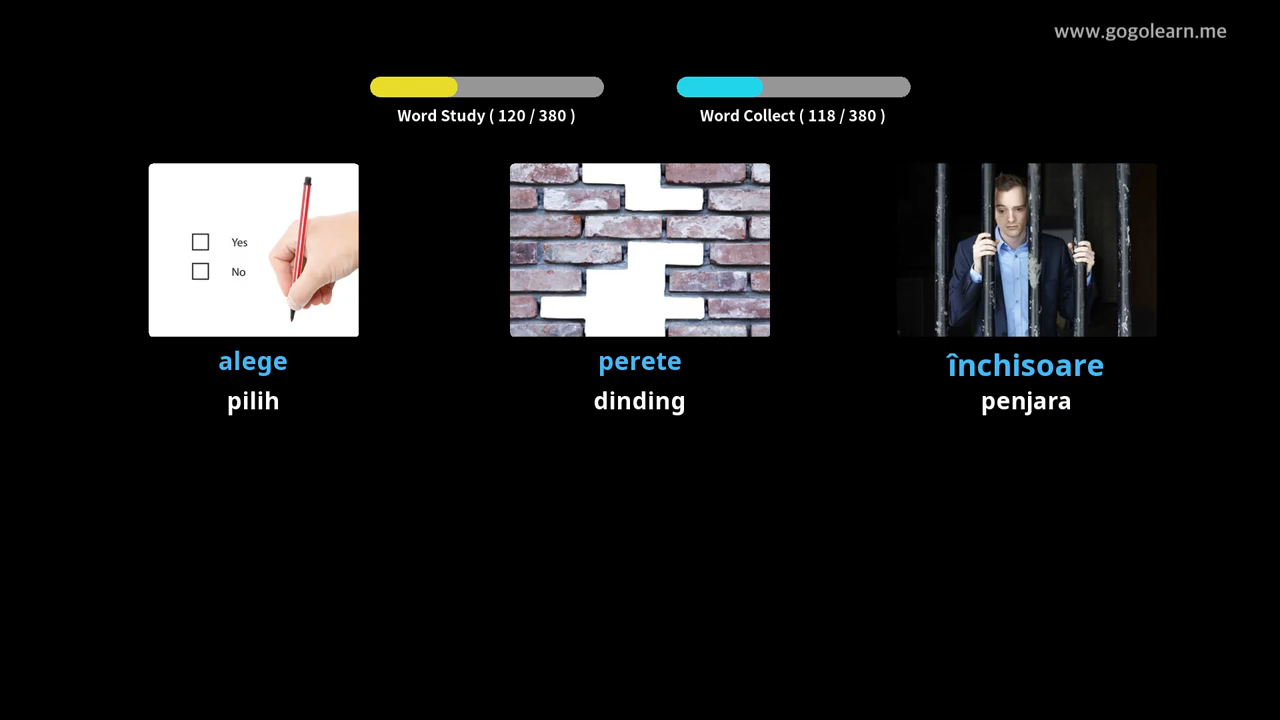 www.gogolearn.me
Word Study ( 120 / 380 )
Word Collect ( 118 / 380 )
Yes
No
alege
perete
închisoare
pilih
dinding
penjara